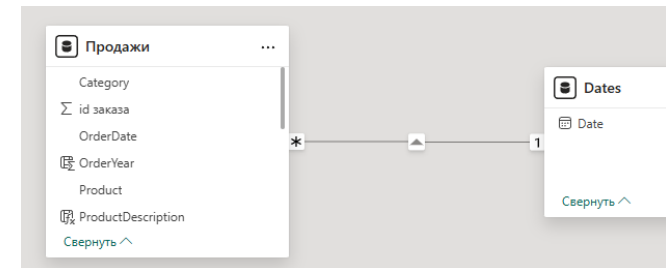 Продажи
Category
id заказа
OrderDate
OrderYear
Product
ProductDescription
Свернуть
* 1
Dates
Date
Свернуть